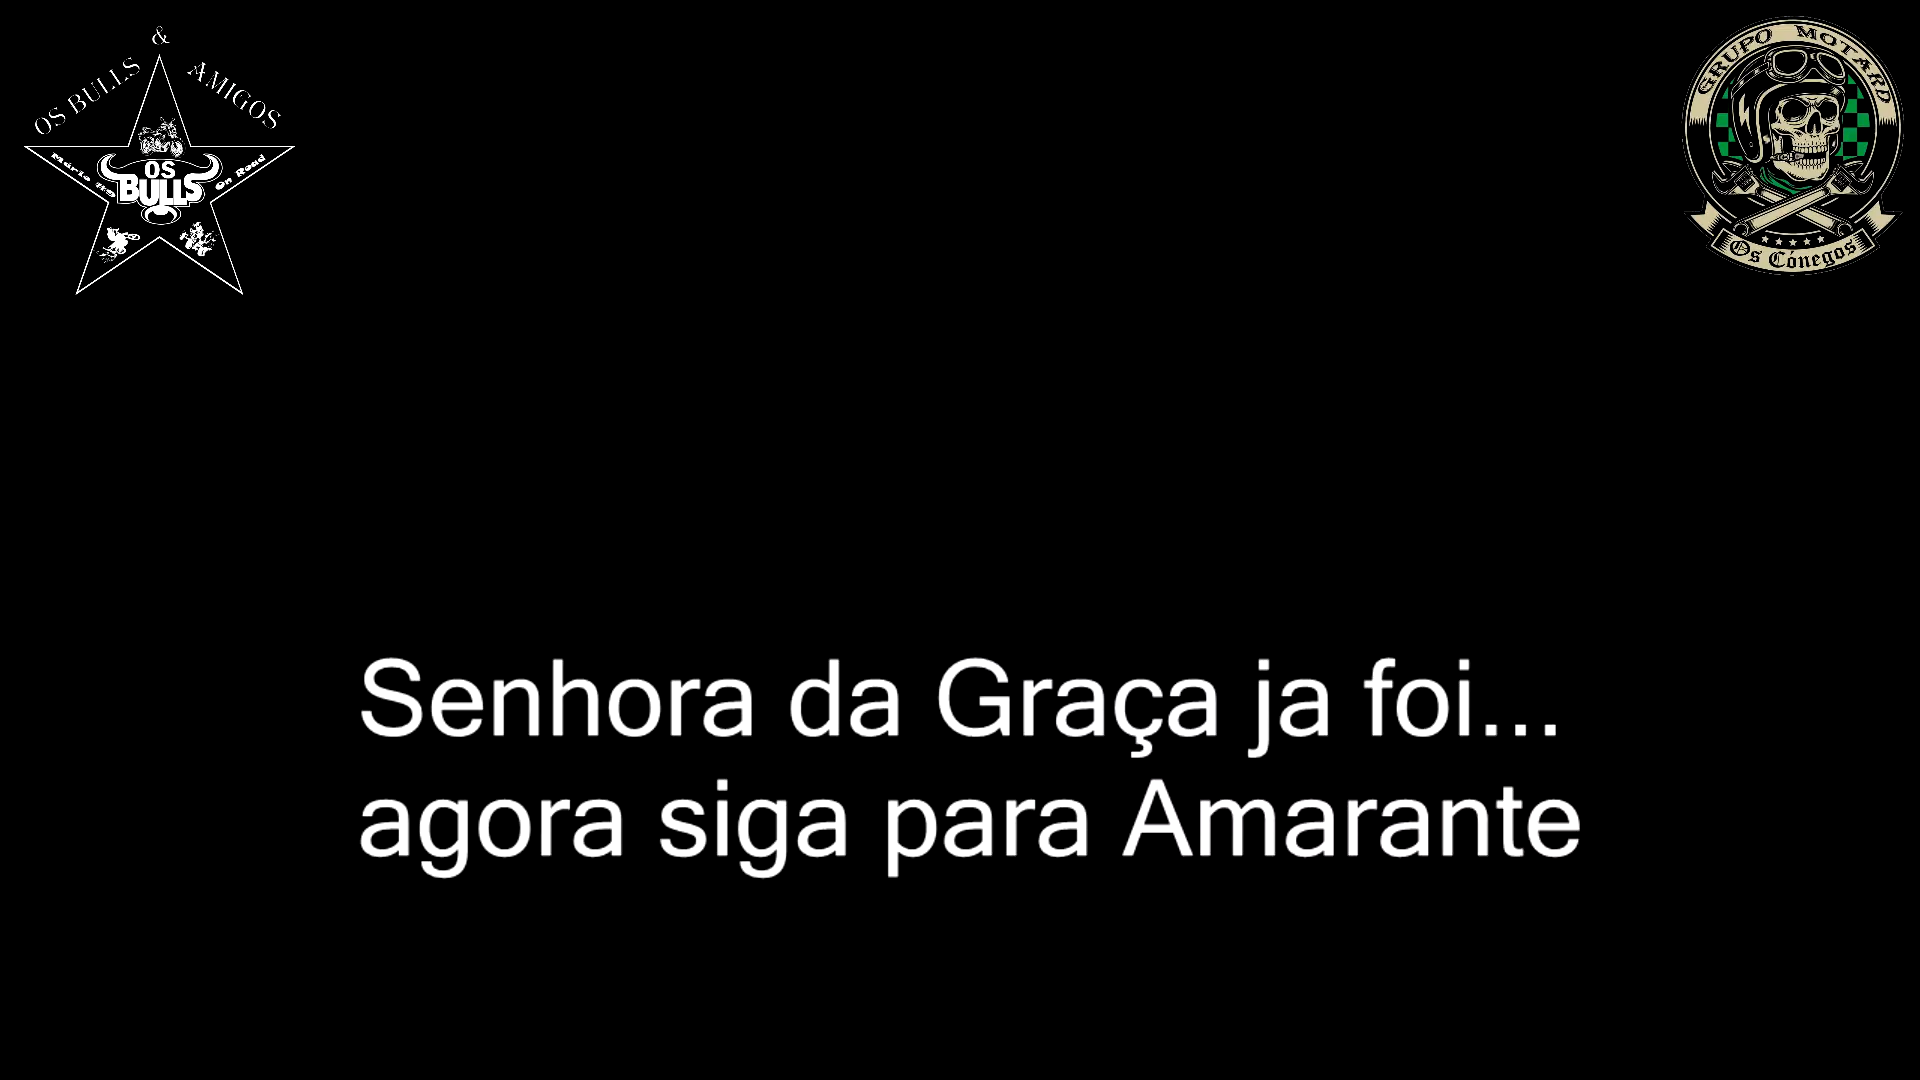 &
OS BULLS AMIGOS
OS
BULLS
On Road
GRUPO MOTARD
Os Cónegos
Senhora da Graça ja foi...
agora siga para Amarante